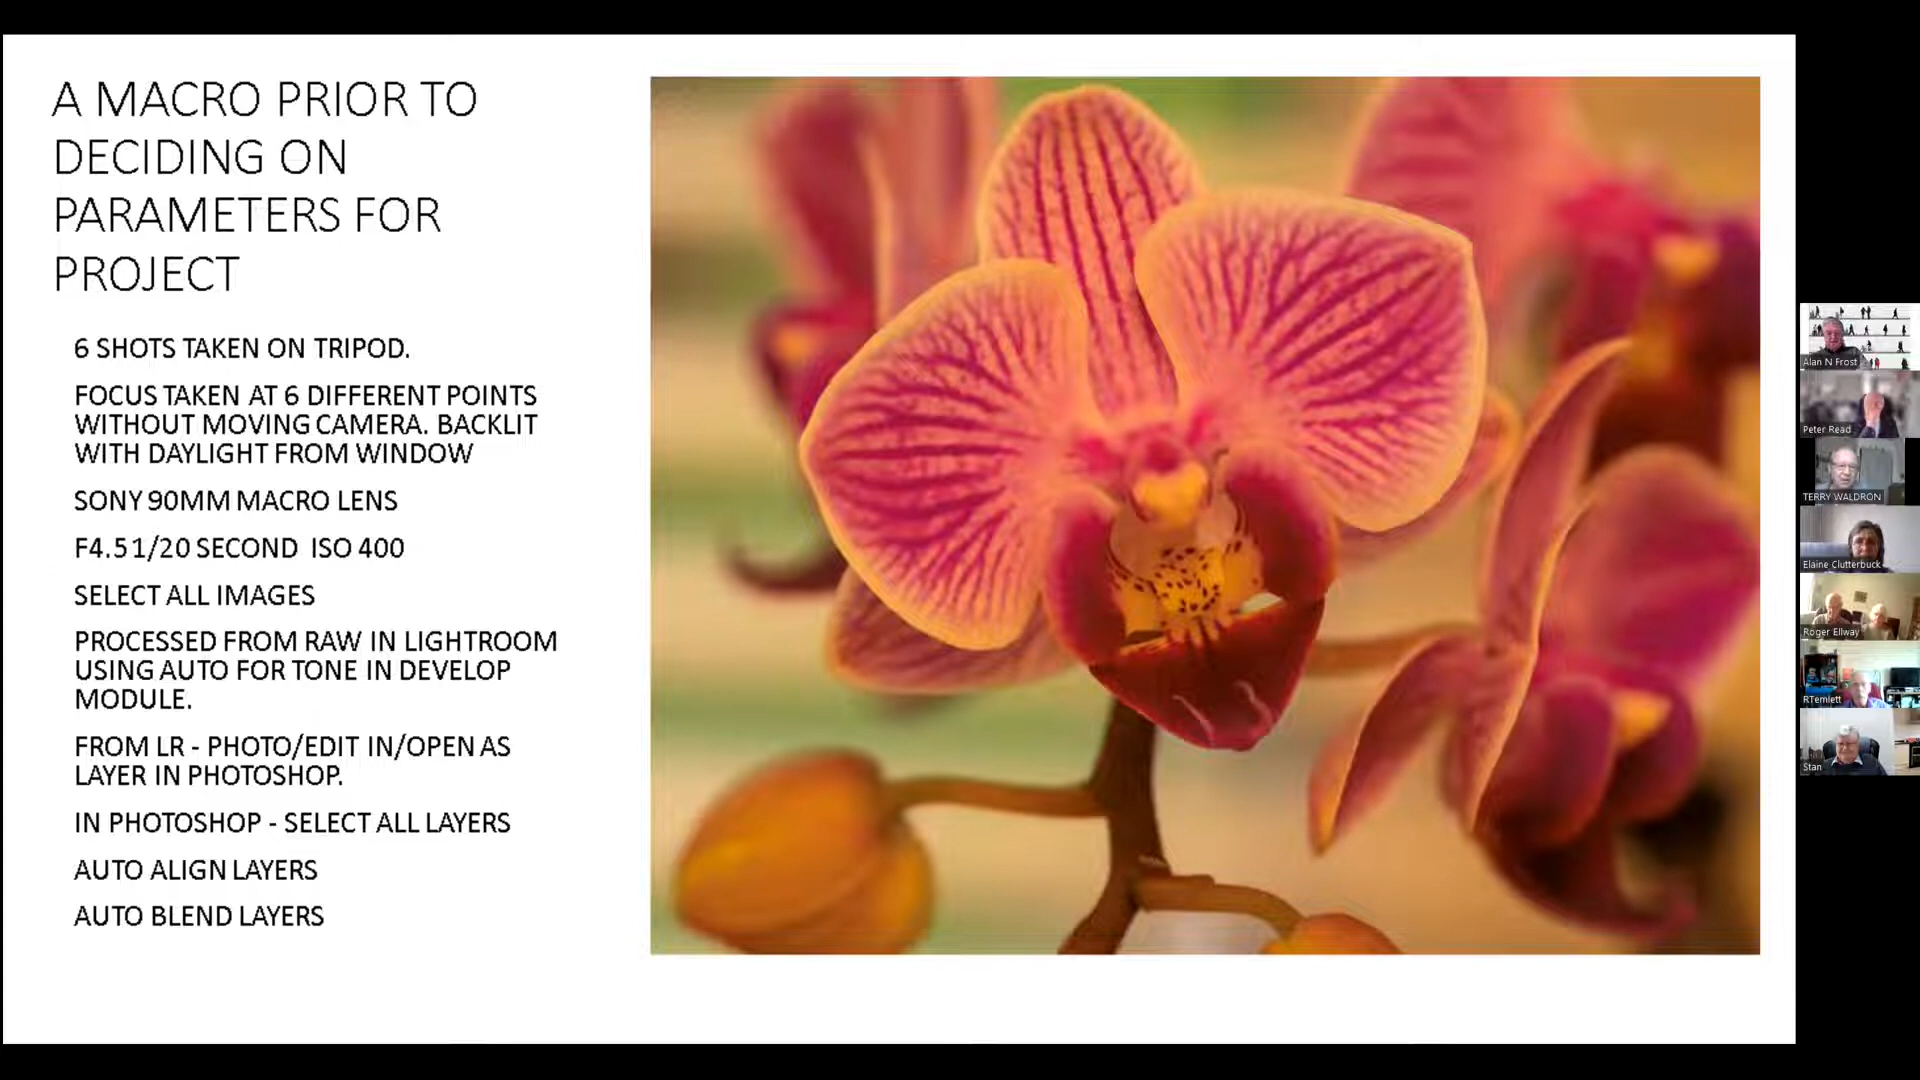 A MACRO PRIOR TO
DECIDING ON
PARAMETERS FOR
PROJECT
6 SHOTS TAKEN ON TRIPOD.
FOCUS TAKEN AT 6 DIFFERENT POINTS
WITHOUT MOVING CAMERA. BACKLIT
WITH DAYLIGHT FROM WINDOW
SONY 90MM MACRO LENS
F4.51/20 SECOND ISO 400
SELECT ALL IMAGES
PROCESSED FROM RAW IN LIGHTROOM
USING AUTO FOR TONE IN DEVELOP
MODULE.
FROM LR - PHOTO/EDIT IN/OPEN AS
LAYER IN PHOTOSHOP.
IN PHOTOSHOP - SELECT ALL LAYERS
AUTO ALIGN LAYERS
AUTO BLEND LAYERS
Alan N Frost
Peter Read
TERRY WALDRON
Elaine Clutterbuck
Roger Ellway
RTemlett
Stan